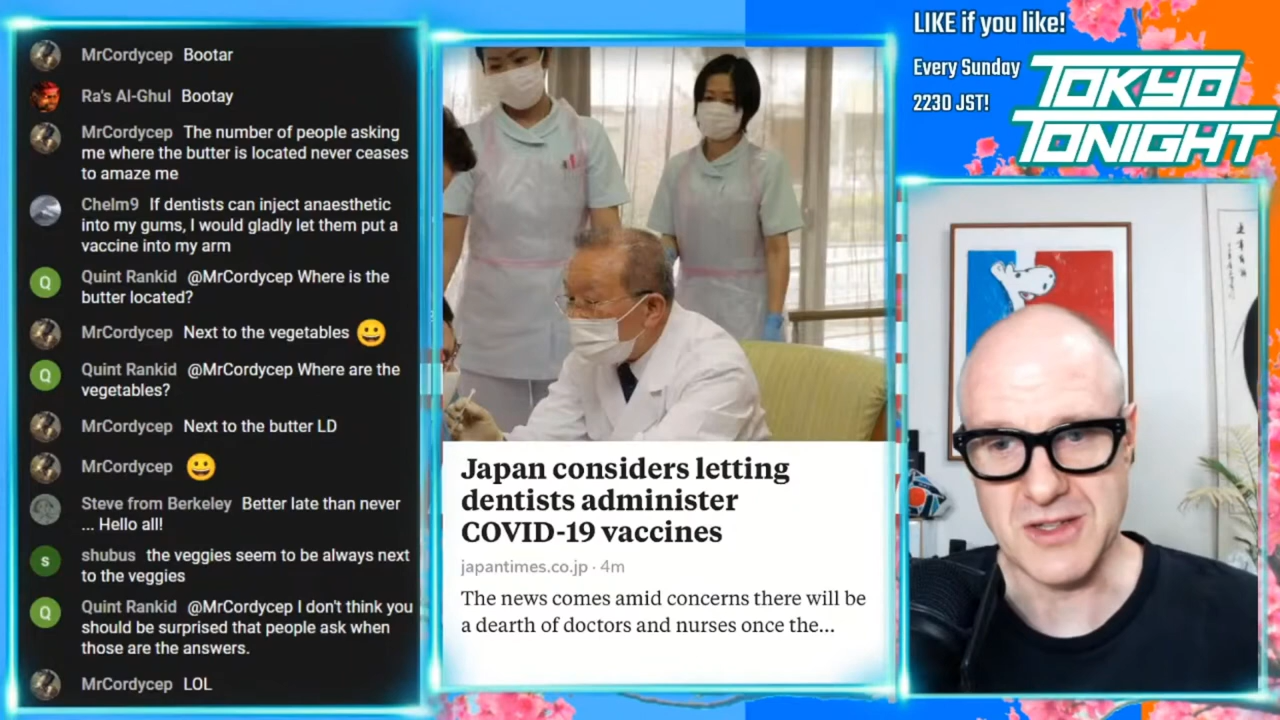 MrCordycep Bootar
Ra's Al-Ghul Bootay
MrCordycep The number of people asking
me where the butter is located never ceases
to amaze me
Chelm9 If dentists can inject anaesthetic
into my gums, I would gladly let them put a
vaccine into my arm
Q
Quint Rankid @MrCordycep Where is the
butter located?
MrCordycep Next to the vegetables 😀
Q
Quint Rankid @MrCordycep Where are the
vegetables?
MrCordycep Next to the butter LD
MrCordycep 😀
Steve from Berkeley Better late than never
... Hello all!
s
shubus the veggies seem to be always next
to the veggies
Q
Quint Rankid @MrCordycep I don't think you
should be surprised that people ask when
those are the answers.
MrCordycep LOL
Japan considers letting
dentists administer
COVID-19 vaccines
japantimes.co.jp · 4m
The news comes amid concerns there will be
a dearth of doctors and nurses once the...
LIKE if you like!
Every Sunday
2230 JST!
TOKYO
TONIGHT